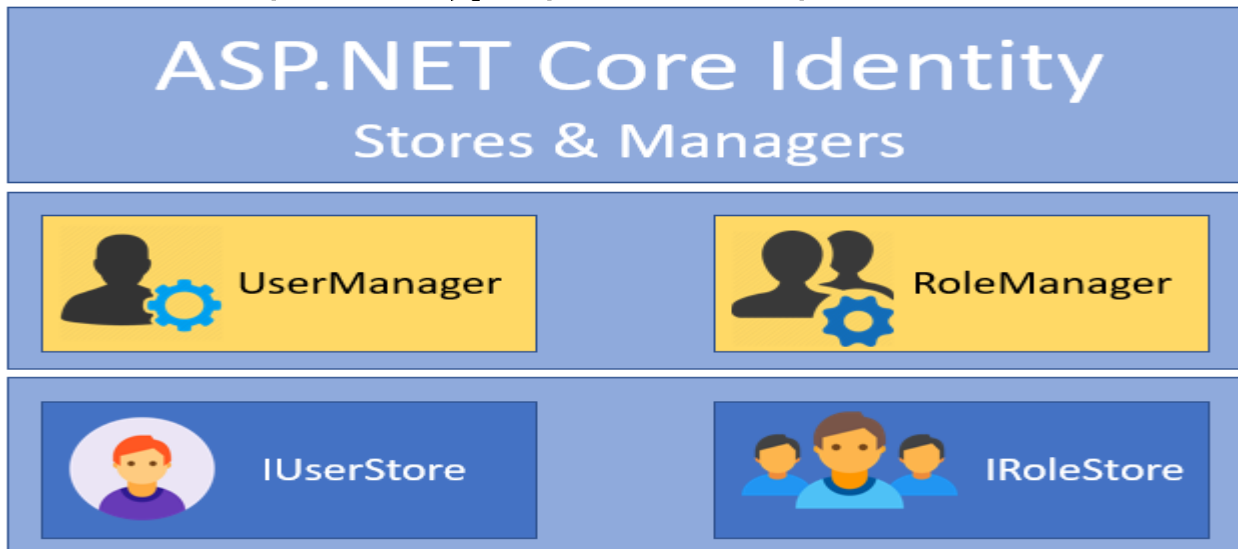 ASP.NET Core Identity
Stores & Managers
UserManager
RoleManager
IUserStore
IRoleStore